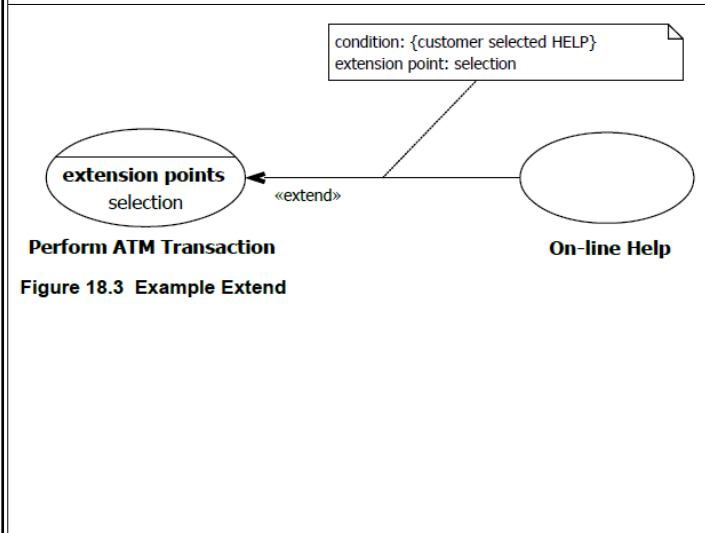 condition: {customer selected HELP}
extension point: selection
extension points
selection
«extend»
Perform ATM Transaction
On-line Help
Figure 18.3 Example Extend